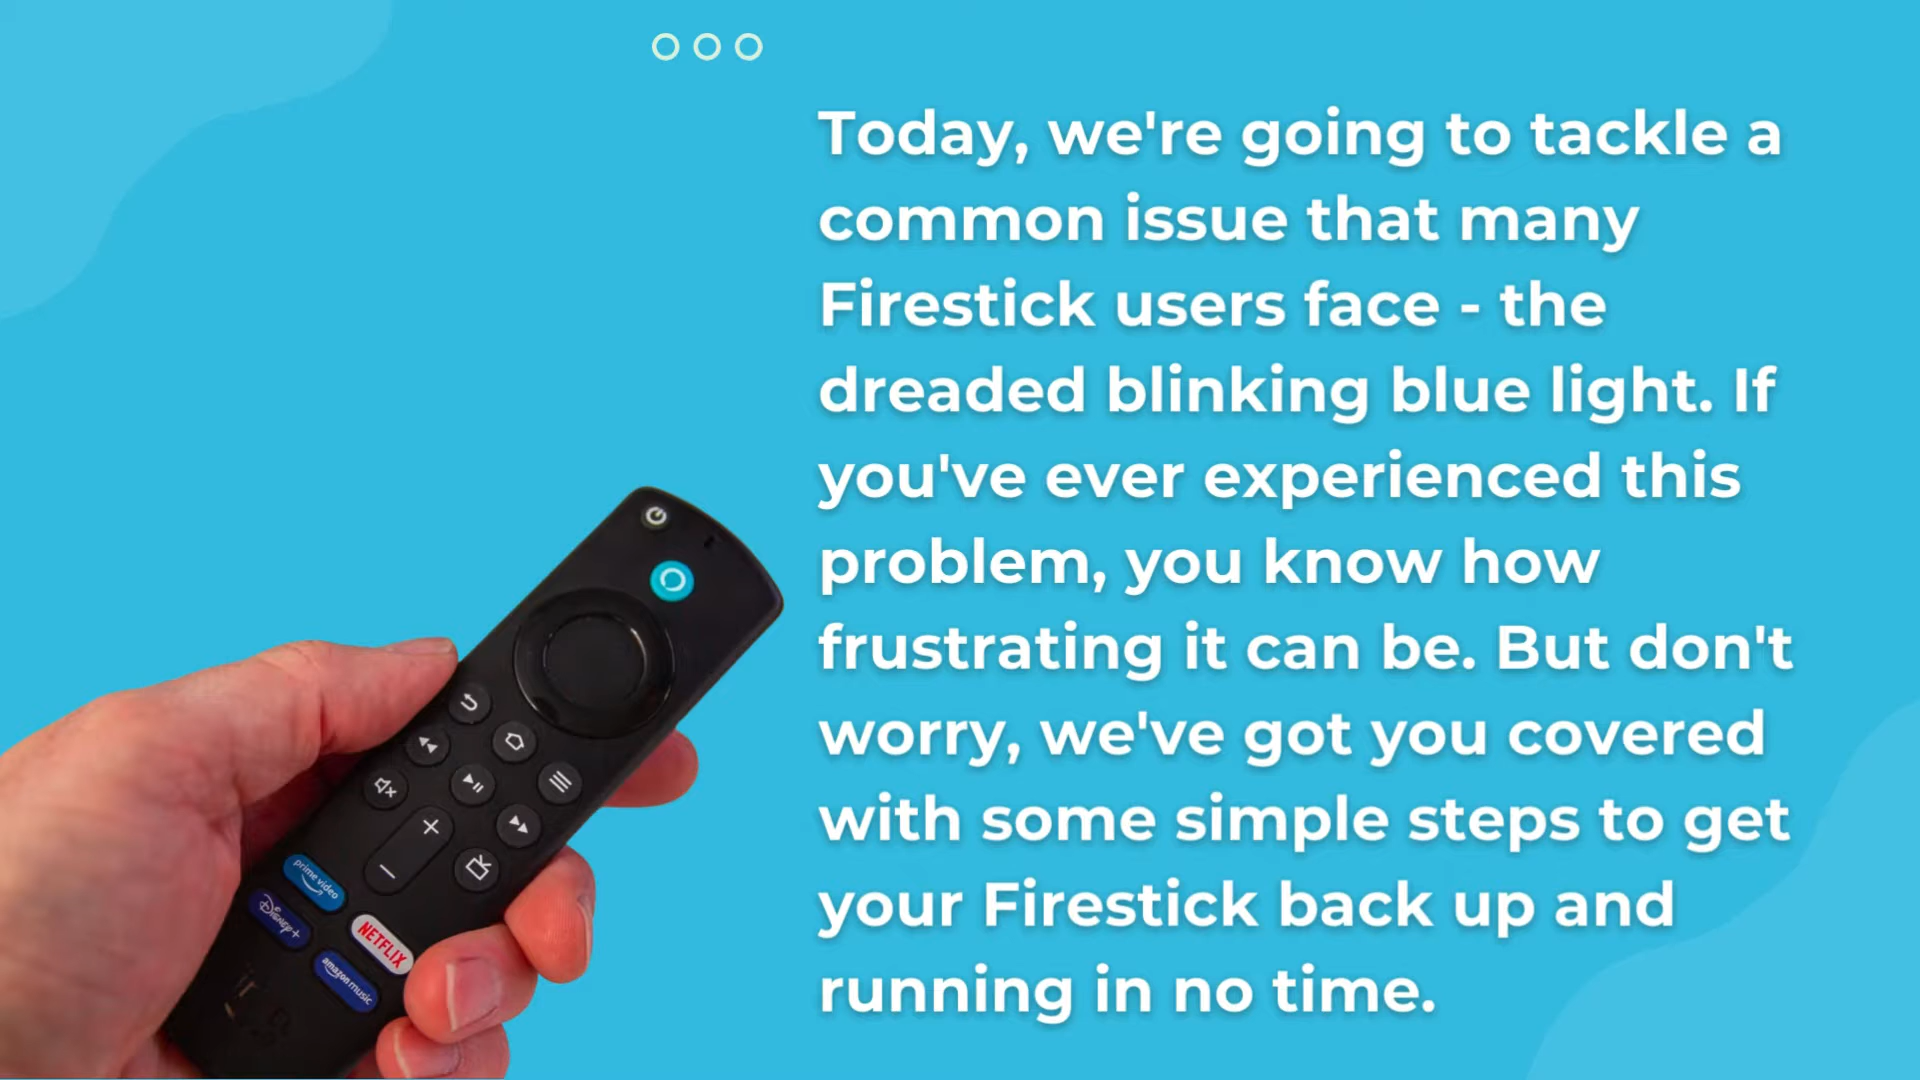 Today, we're going to tackle a
common issue that many
Firestick users face - the
dreaded blinking blue light. If
you've ever experienced this
problem, you know how
frustrating it can be. But don't
worry, we've got you covered
with some simple steps to get
your Firestick back up and
running in no time.
prime video
Disney+
NETFLIX
amazon music